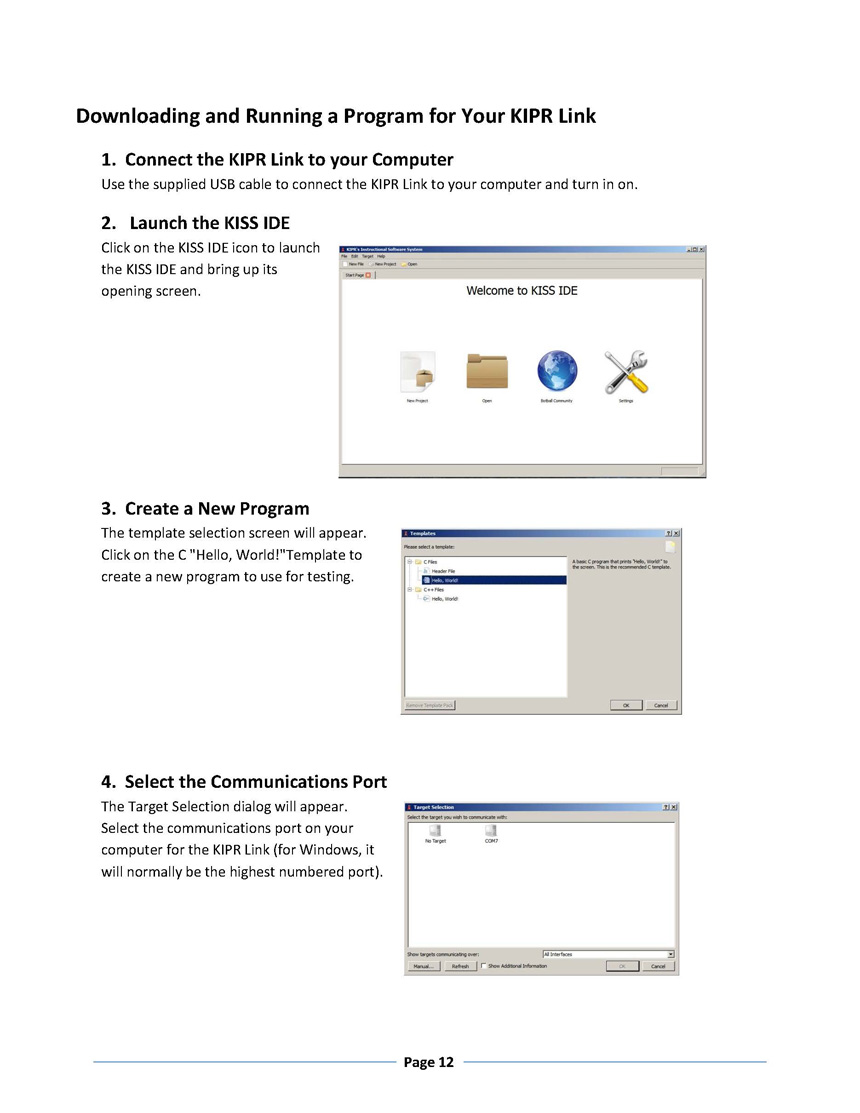 Downloading and Running a Program for Your KIPR Link
1. Connect the KIPR Link to your Computer
Use the supplied USB cable to connect the KIPR Link to your computer and turn in on.
2. Launch the KISS IDE
Click on the KISS IDE icon to launch
the KISS IDE and bring up its
opening screen.
KIPR's Instructional Software System
File Edit Target Help
New File New Project Open
Start Page
Welcome to KISS IDE
New Project Open Botball Community Settings
3. Create a New Program
The template selection screen will appear.
Click on the C "Hello, World!"Template to
create a new program to use for testing.
Templates
Please select a template:
C Files
Header File
Hello, World!
C++ Files
Hello, World!
A basic C program that prints "Hello, World!" to
the screen. This is the recommended C template.
Remove Template Pack OK Cancel
4. Select the Communications Port
The Target Selection dialog will appear.
Select the communications port on your
computer for the KIPR Link (for Windows, it
will normally be the highest numbered port).
Target Selection
Select the target you wish to communicate with:
No Target COM7
Show targets communicating over: All Interfaces
Manual... Refresh Show Additional Information OK Cancel
Page 12